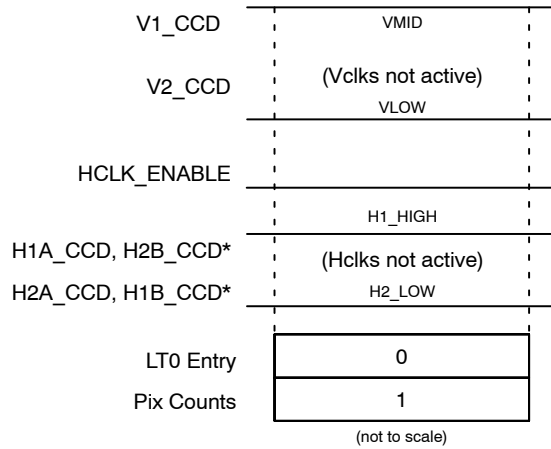 V1_CCD VMID
V2_CCD (Vclks not active)
VLOW
HCLK_ENABLE
H1_HIGH
H1A_CCD, H2B_CCD*
(Hclks not active)
H2A_CCD, H1B_CCD* H2_LOW
LT0 Entry 0
Pix Counts 1
(not to scale)